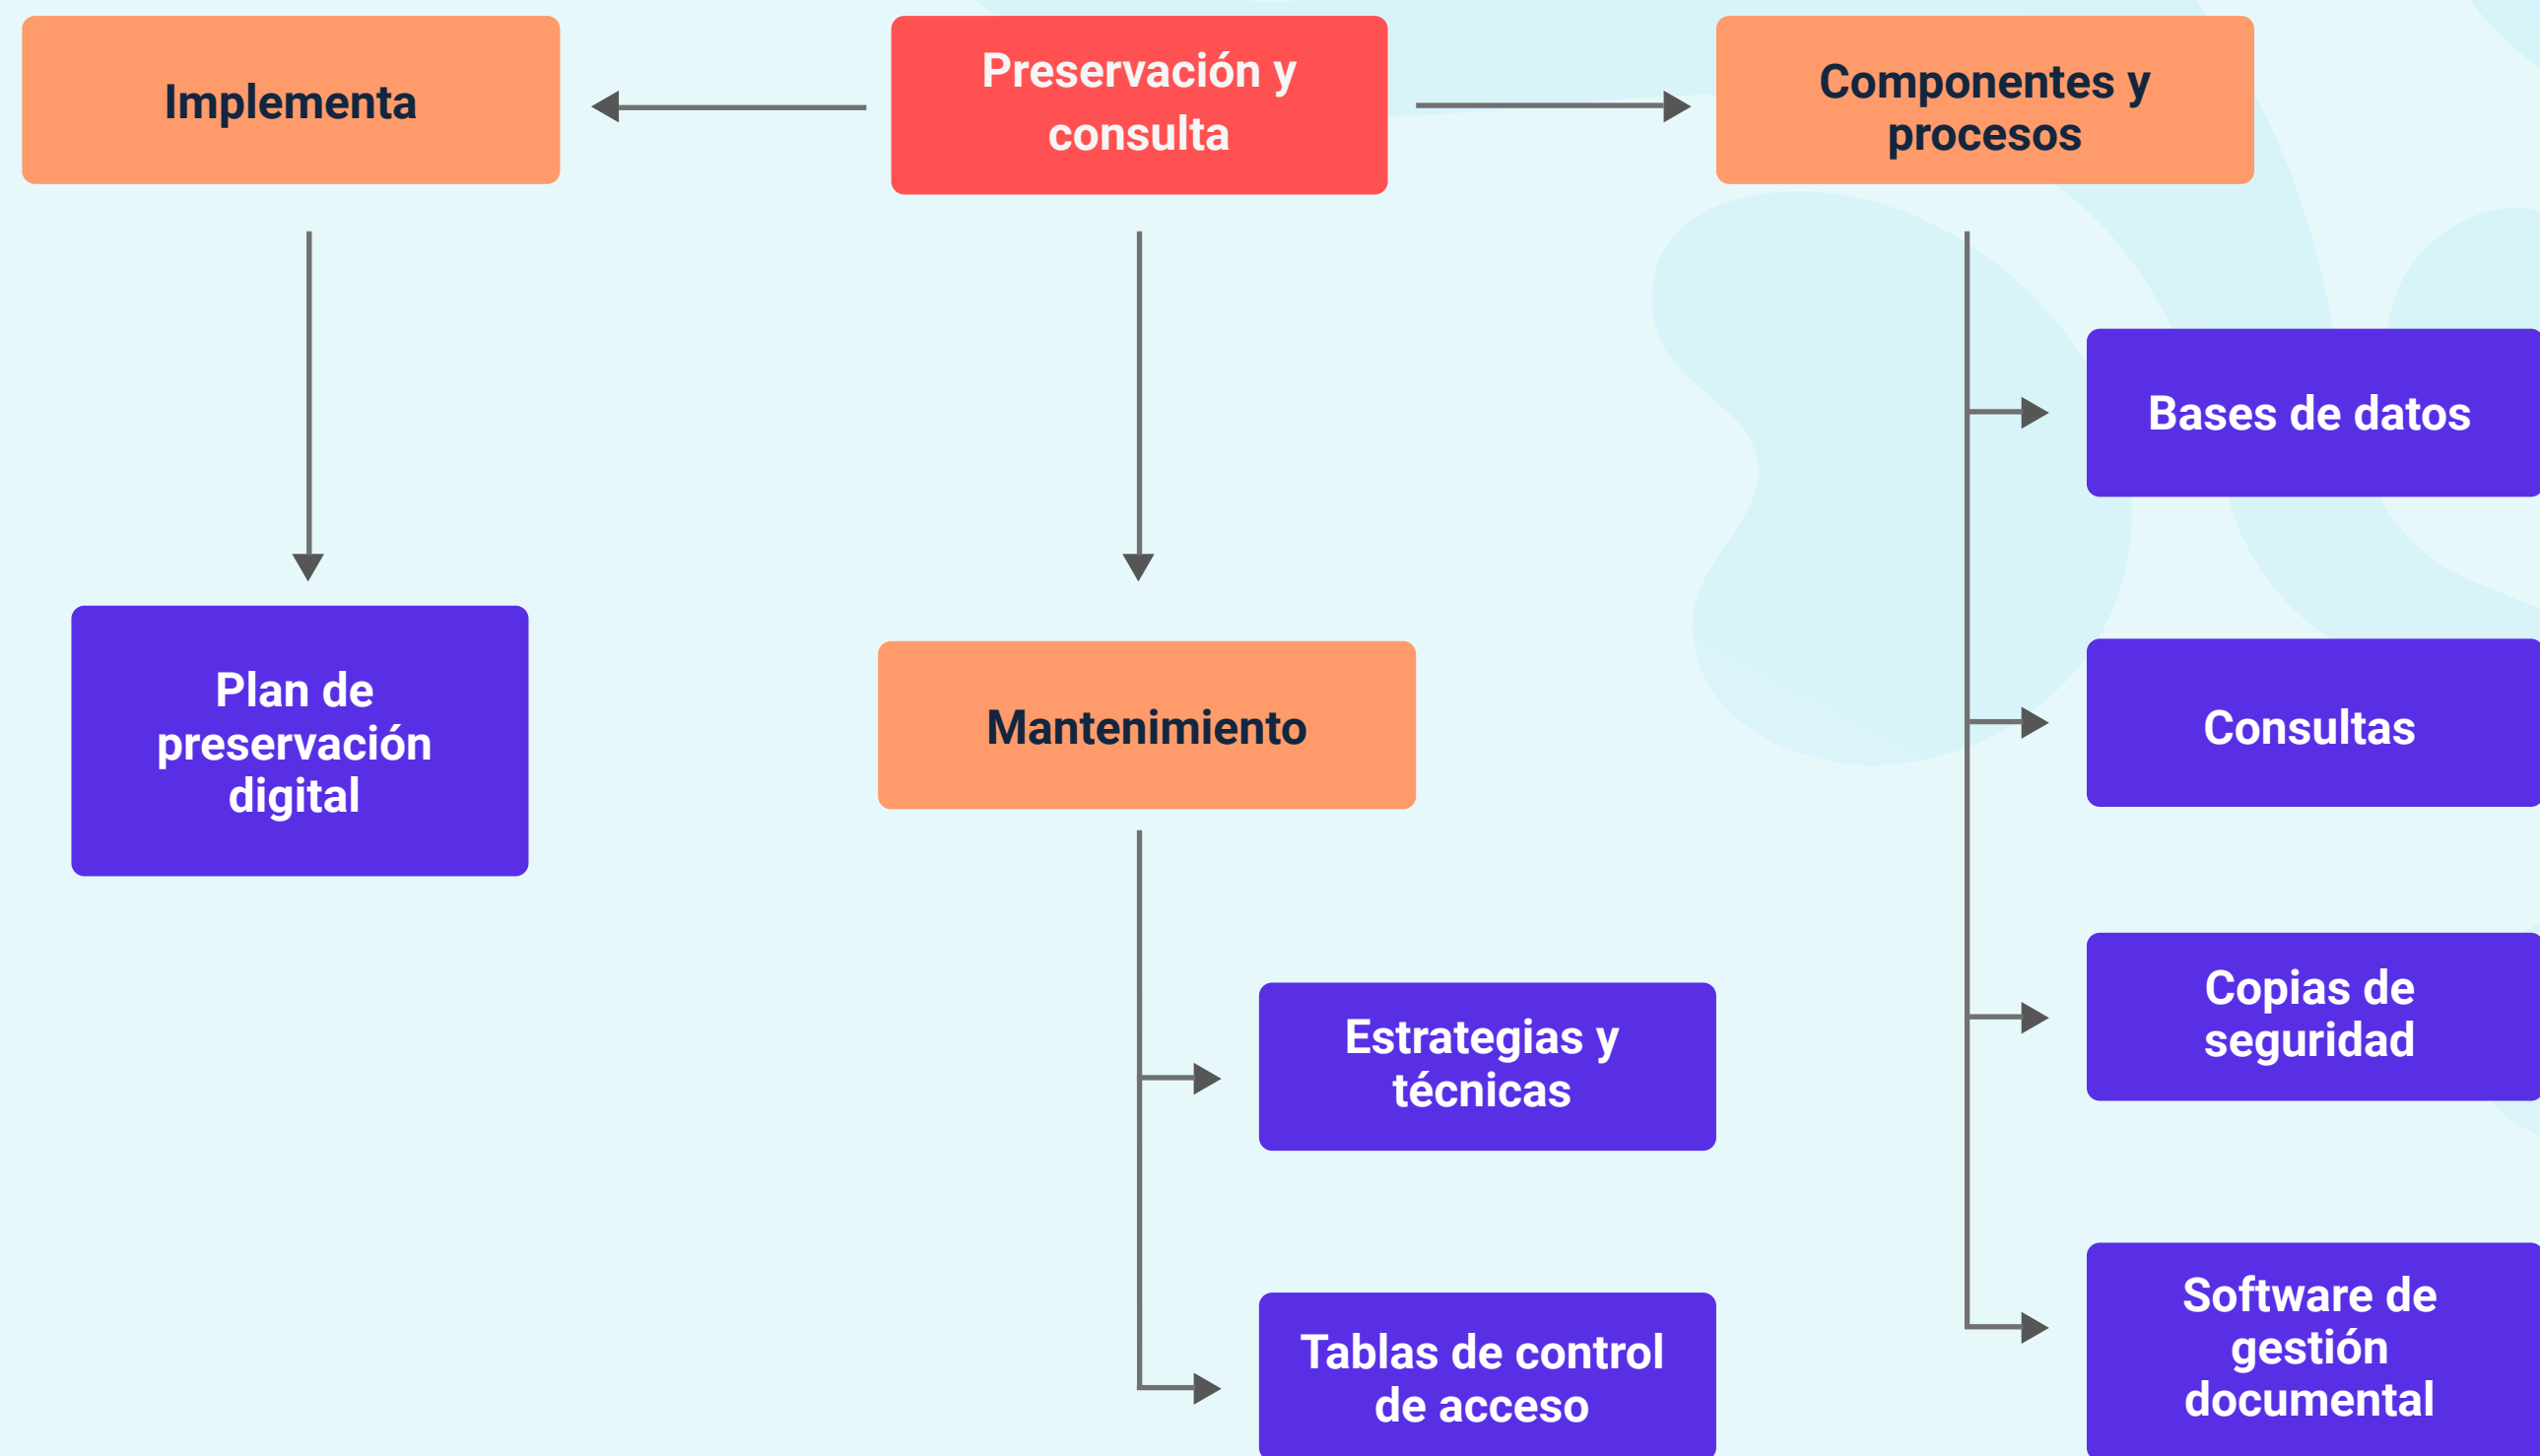 Implementa
Preservación y
consulta
Componentes y
procesos
Bases de datos
Plan de
preservación
digital
Mantenimiento
Consultas
Estrategias y
técnicas
Copias de
seguridad
Tablas de control
de acceso
Software de
gestión
documental